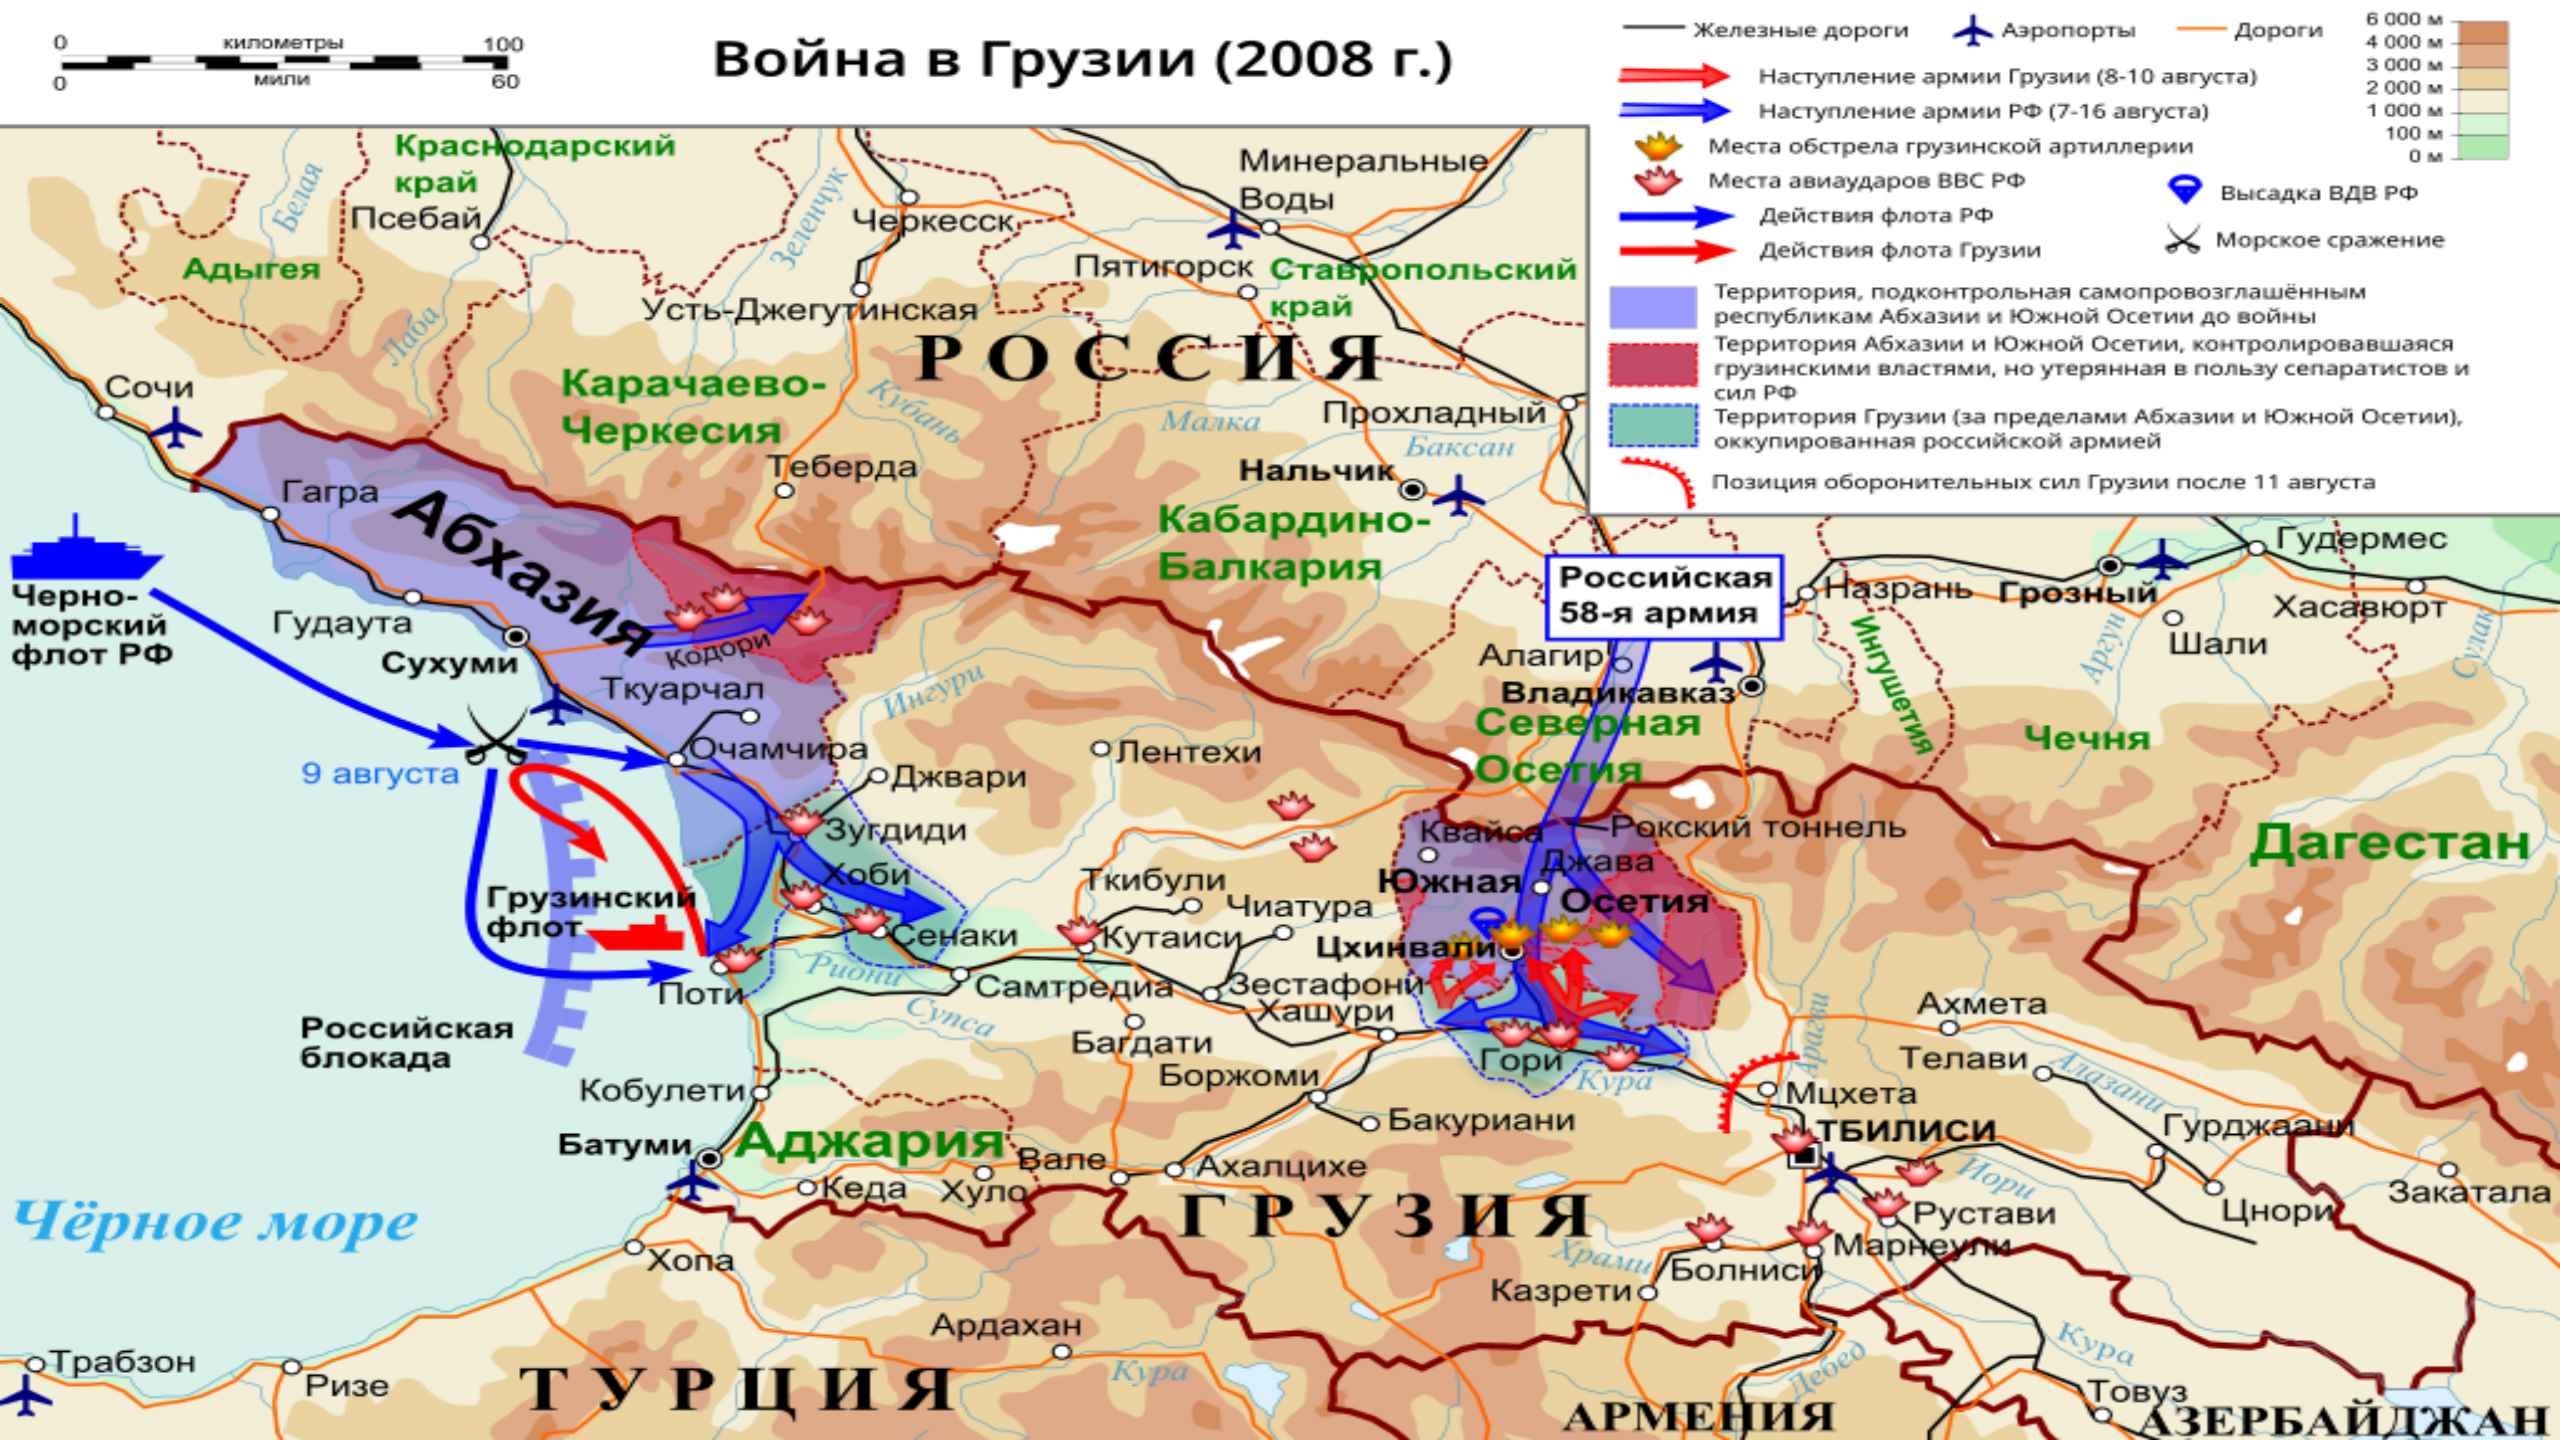 0 километры 100
0 мили 60
Война в Грузии (2008 г.)
Железные дороги
Аэропорты
Дороги
6 000 м
4 000 м
3 000 м
2 000 м
1 000 м
100 м
0 м
Наступление армии Грузии (8-10 августа)
Наступление армии РФ (7-16 августа)
Места обстрела грузинской артиллерии
Места авиаударов ВВС РФ
Действия флота РФ
Действия флота Грузии
Высадка ВДВ РФ
Морское сражение
Территория, подконтрольная самопровозглашённым
республикам Абхазии и Южной Осетии до войны
Территория Абхазии и Южной Осетии, контролировавшаяся
грузинскими властями, но утерянная в пользу сепаратистов и
сил РФ
Территория Грузии (за пределами Абхазии и Южной Осетии),
оккупированная российской армией
Позиция оборонительных сил Грузии после 11 августа
Краснодарский
край
Псебай
Белая
Адыгея
Лаба
Зеленчук
Черкесск
Усть-Джегутинская
Минеральные
Воды
Пятигорск
Ставропольский
край
РОССИЯ
Сочи
Карачаево-
Черкесия
Кубань
Малка
Прохладный
Баксан
Теберда
Нальчик
Кабардино-
Балкария
Гагра
Абхазия
Черно-
морский
флот РФ
Гудаута
Сухуми
Кодори
Ткуарчал
Ингури
Очамчира
9 августа
Джвари
Лентехи
Российская
58-я армия
Назрань
Грозный
Гудермес
Хасавюрт
Шали
Аргун
Сулак
Ингушетия
Алагир
Владикавказ
Северная
Осетия
Чечня
Дагестан
Зугдиди
Хоби
Грузинский
флот
Сенаки
Поти
Риони
Супса
Самтредиа
Ткибули
Чиатура
Кутаиси
Зестафони
Хашури
Квайса
Рокский тоннель
Джава
Южная
Осетия
Цхинвали
Гори
Кура
Арагви
Ахмета
Телави
Алазани
Российская
блокада
Багдати
Боржоми
Кобулети
Бакуриани
Мцхета
ТБИЛИСИ
Гурджаани
Батуми
Аджария
Вале
Ахалцихе
Кеда
Хуло
Иори
Закатала
Цнори
Чёрное море
ГРУЗИЯ
Рустави
Марнеули
Храми
Болниси
Казрети
Хопа
Ардахан
Трабзон
Ризе
ТУРЦИЯ
Кура
Дебед
Кура
Товуз
АРМЕНИЯ
АЗЕРБАЙДЖАН